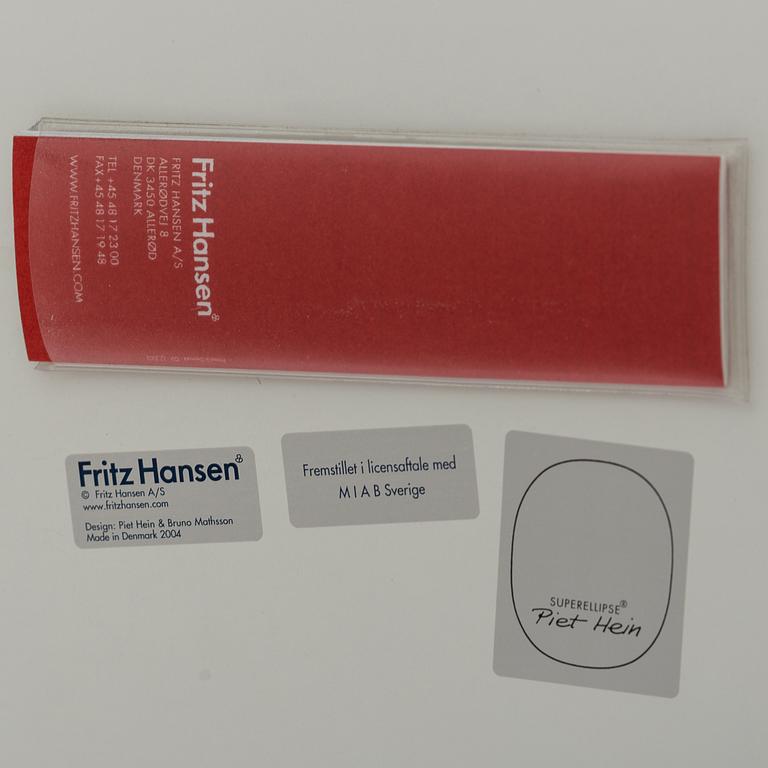 Fritz Hansen
FRITZ HANSEN A/S
ALLERØDVEJ 8
DK 3450 ALLERØD
DENMARK
TEL +45 48 17 23 00
FAX+45 48 17 19 48
WWW.FRITZHANSEN.COM
Fritz Hansen
© Fritz Hansen A/S
www.fritzhansen.com
Design: Piet Hein & Bruno Mathsson
Made in Denmark 2004
Fremstillet i licensaftale med
M I A B Sverige
SUPERELLIPSE®
Piet Hein